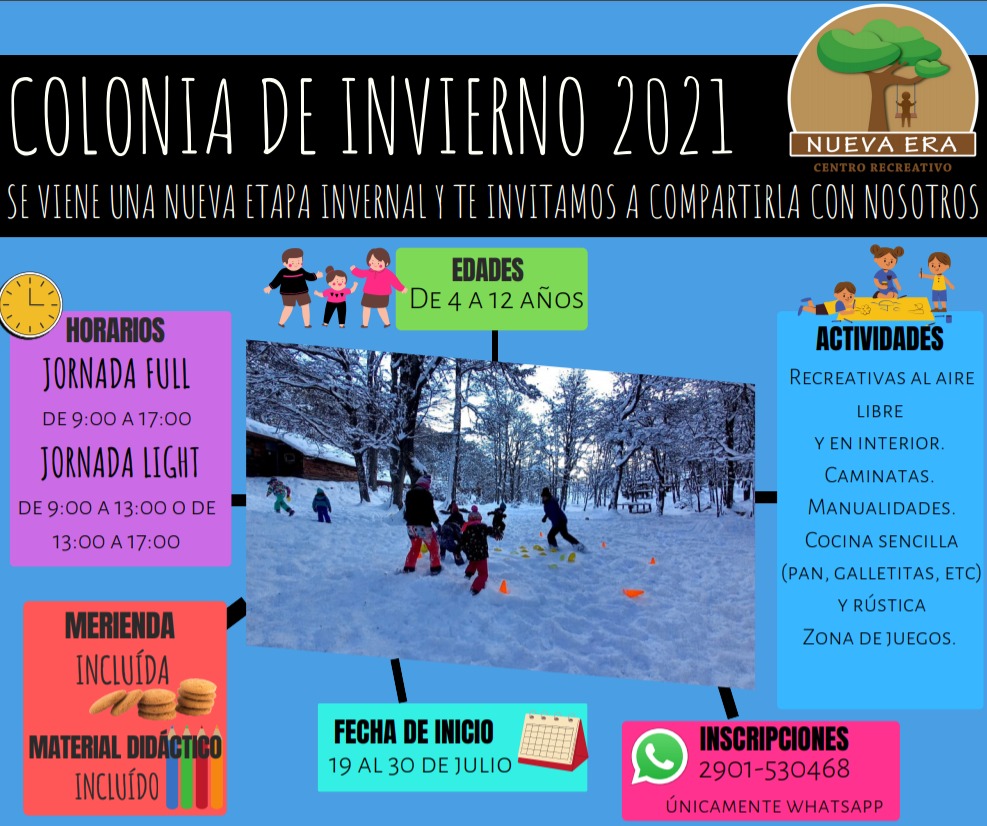 COLONIA DE INVIERNO 2021
NUEVA ERA
CENTRO RECREATIVO
SE VIENE UNA NUEVA ETAPA INVERNAL Y TE INVITAMOS A COMPARTIRLA CON NOSOTROS
EDADES
DE 4 A 12 AÑOS
HORARIOS
JORNADA FULL
DE 9:00 A 17:00
JORNADA LIGHT
DE 9:00 A 13:00 O DE
13:00 A 17:00
ACTIVIDADES
RECREATIVAS AL AIRE
LIBRE
Y EN INTERIOR.
CAMINATAS.
MANUALIDADES.
COCINA SENCILLA
(PAN, GALLETITAS, ETC)
Y RÚSTICA
ZONA DE JUEGOS.
MERIENDA
INCLUÍDA
MATERIAL DIDÁCTICO
INCLUÍDO
FECHA DE INICIO
19 AL 30 DE JULIO
INSCRIPCIONES
2901-530468
ÚNICAMENTE WHATSAPP